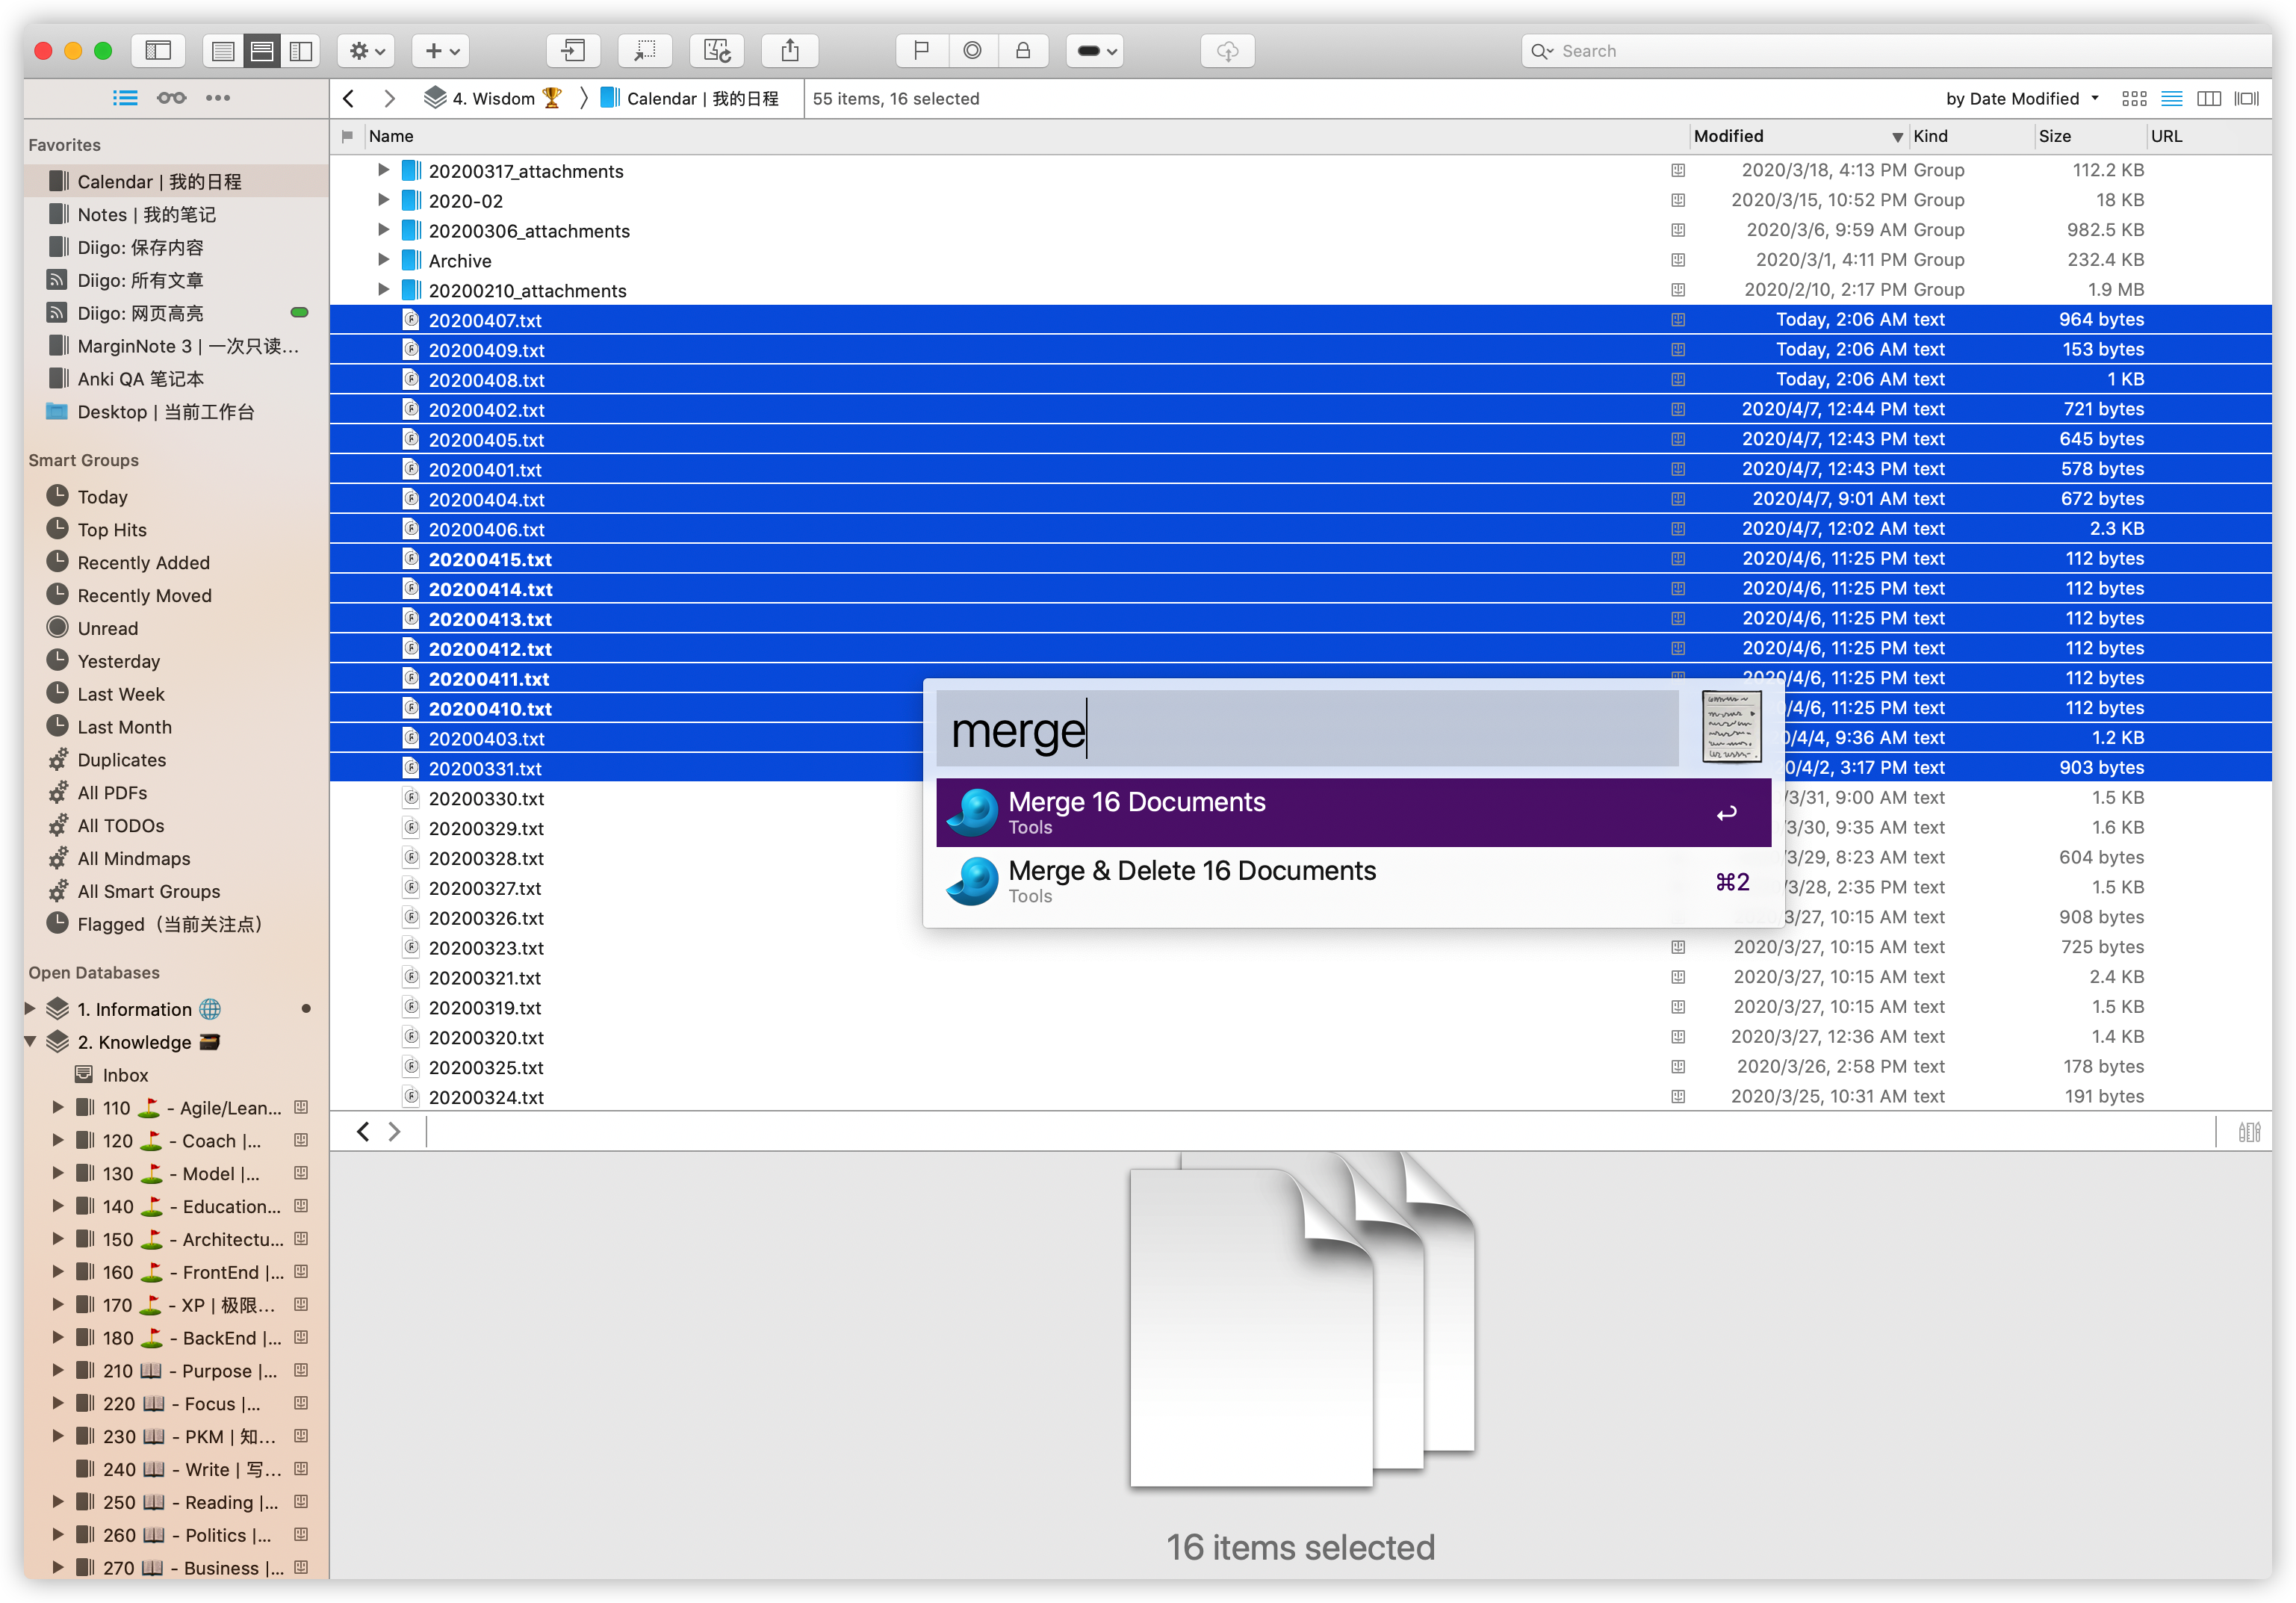 Search
4. Wisdom 🏆 〉 Calendar | 我的日程
55 items, 16 selected
by Date Modified
Favorites
Calendar | 我的日程
Notes | 我的笔记
Diigo: 保存内容
Diigo: 所有文章
Diigo: 网页高亮
MarginNote 3 | 一次只读…
Anki QA 笔记本
Desktop | 当前工作台
Smart Groups
Today
Top Hits
Recently Added
Recently Moved
Unread
Yesterday
Last Week
Last Month
Duplicates
All PDFs
All TODOs
All Mindmaps
All Smart Groups
Flagged（当前关注点）
Open Databases
1. Information 🌐
2. Knowledge
Inbox
110 ⛳ - Agile/Lean...
120 ⛳ - Coach |...
130 ⛳ - Model |...
140 ⛳ - Education...
150 ⛳ - Architectu...
160 ⛳ - FrontEnd |...
170 ⛳ - XP | 极限...
180 ⛳ - BackEnd |...
210 📖 - Purpose |...
220 📖 - Focus |...
230 📖 - PKM | 知...
240 📖 - Write | 写...
250 📖 - Reading |...
260 📖 - Politics |...
270 📖 - Business |...
Name Modified Kind Size URL
20200317_attachments 2020/3/18, 4:13 PM Group 112.2 KB
2020-02 2020/3/15, 10:52 PM Group 18 KB
20200306_attachments 2020/3/6, 9:59 AM Group 982.5 KB
Archive 2020/3/1, 4:11 PM Group 232.4 KB
20200210_attachments 2020/2/10, 2:17 PM Group 1.9 MB
20200407.txt Today, 2:06 AM text 964 bytes
20200409.txt Today, 2:06 AM text 153 bytes
20200408.txt Today, 2:06 AM text 1 KB
20200402.txt 2020/4/7, 12:44 PM text 721 bytes
20200405.txt 2020/4/7, 12:43 PM text 645 bytes
20200401.txt 2020/4/7, 12:43 PM text 578 bytes
20200404.txt 2020/4/7, 9:01 AM text 672 bytes
20200406.txt 2020/4/7, 12:02 AM text 2.3 KB
20200415.txt 2020/4/6, 11:25 PM text 112 bytes
20200414.txt 2020/4/6, 11:25 PM text 112 bytes
20200413.txt 2020/4/6, 11:25 PM text 112 bytes
20200412.txt 2020/4/6, 11:25 PM text 112 bytes
20200411.txt /4/6, 11:25 PM text 112 bytes
20200410.txt /4/6, 11:25 PM text 112 bytes
20200403.txt 0/4/4, 9:36 AM text 1.2 KB
20200331.txt 0/4/2, 3:17 PM text 903 bytes
20200330.txt /3/31, 9:00 AM text 1.5 KB
20200329.txt /3/30, 9:35 AM text 1.6 KB
20200328.txt /3/29, 8:23 AM text 604 bytes
20200327.txt /3/28, 2:35 PM text 1.5 KB
20200326.txt 3/27, 10:15 AM text 908 bytes
20200323.txt 2020/3/27, 10:15 AM text 725 bytes
20200321.txt 2020/3/27, 10:15 AM text 2.4 KB
20200319.txt 2020/3/27, 10:15 AM text 1.5 KB
20200320.txt 2020/3/27, 12:36 AM text 1.4 KB
20200325.txt 2020/3/26, 2:58 PM text 178 bytes
20200324.txt 2020/3/25, 10:31 AM text 191 bytes
merge
Merge 16 Documents
Tools
Merge & Delete 16 Documents
Tools
⌘2
16 items selected